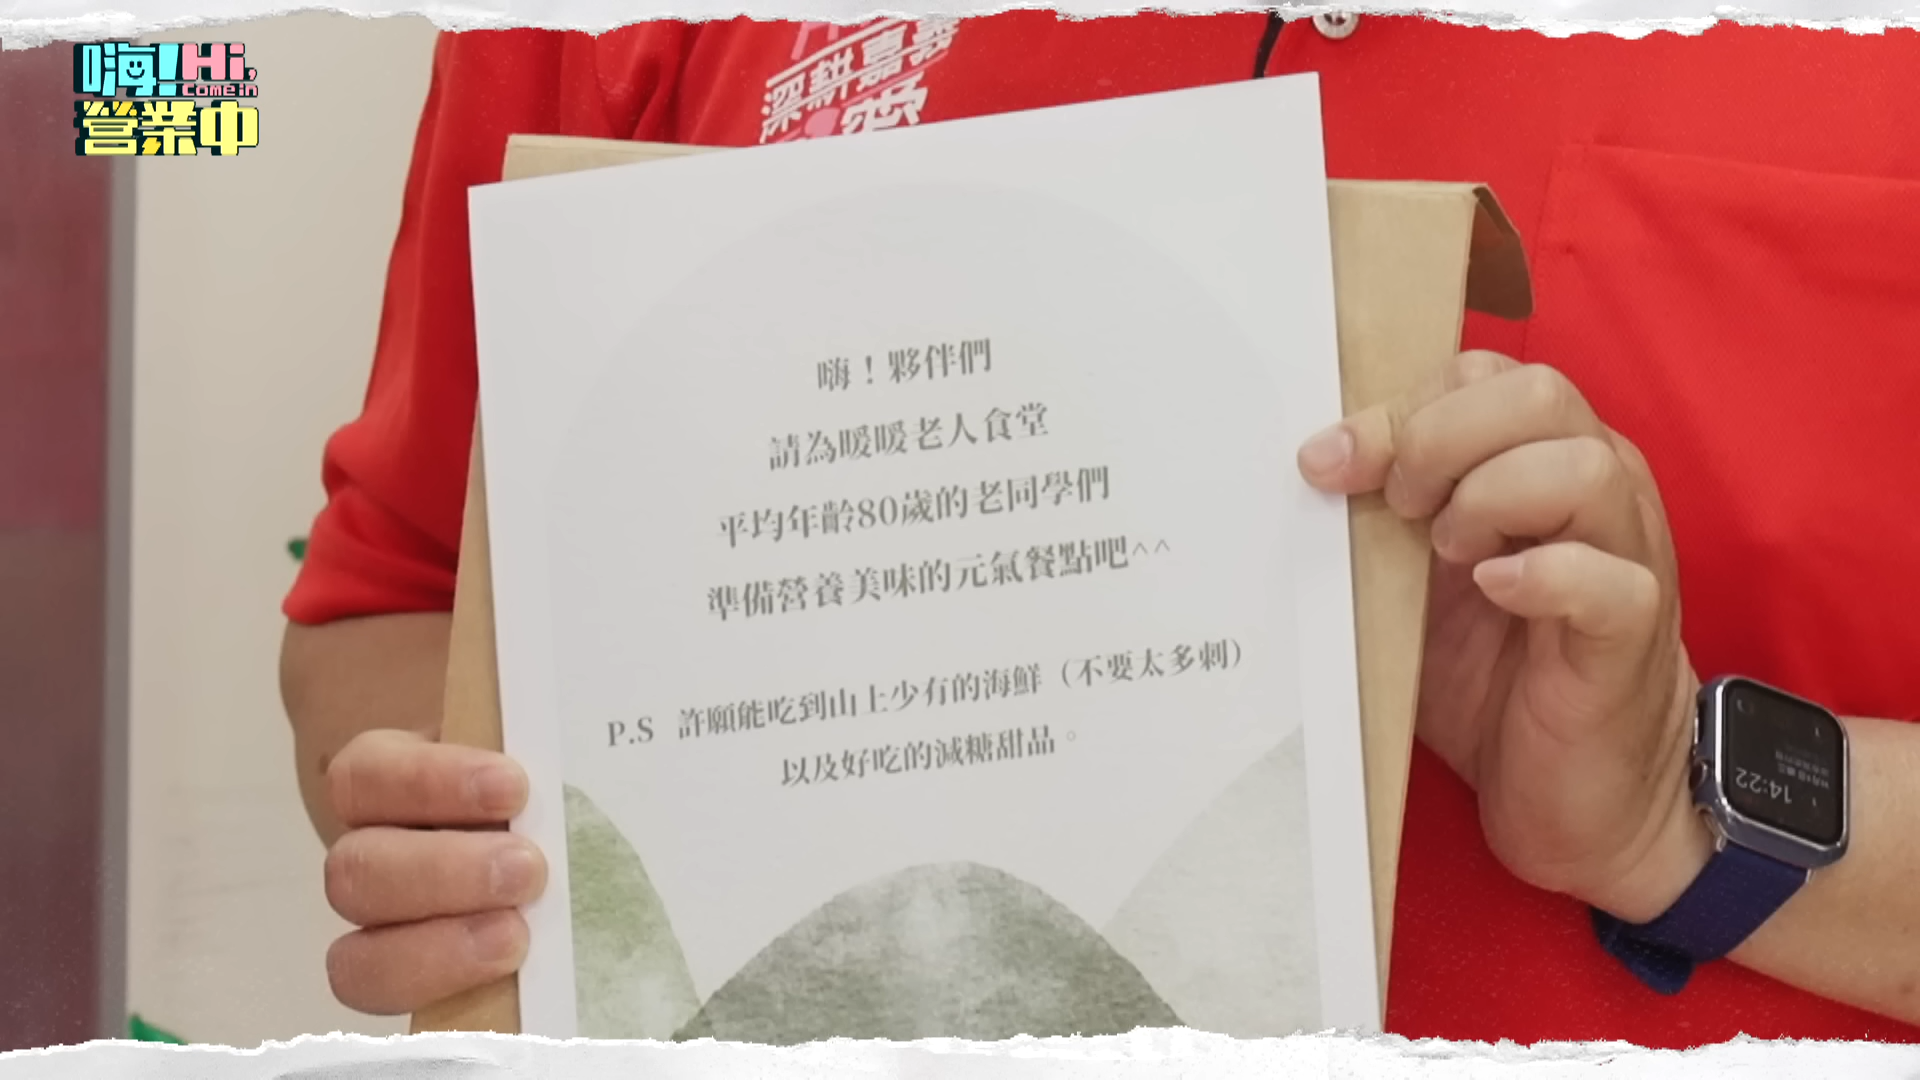 嗨!Hi,
Come in
營業中
深耕嘉義
愛
嗨！夥伴們
請為暖暖老人食堂
平均年齡80歲的老同學們
準備營養美味的元氣餐點吧^^
P.S 許願能吃到山上少有的海鮮（不要太多刺）
以及好吃的減糖甜品。
14:22